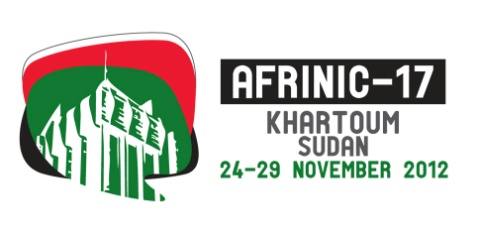 AFRINIC-17
KHARTOUM
SUDAN
24-29 NOVEMBER 2012